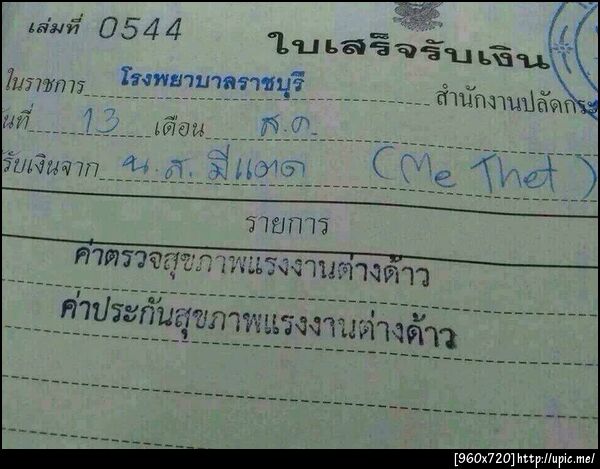 เล่มที่ 0544
ใบเสร็จรับเงิน
ในราชการ โรงพยาบาลราชบุรี สำนักงานปลัดกระ
วันที่ 13 เดือน ส.ค.
รับเงินจาก น.ส. มีแตด (Me Thet)
รายการ
ค่าตรวจสุขภาพแรงงานต่างด้าว
ค่าประกันสุขภาพแรงงานต่างด้าว
[960x720]http://upic.me/